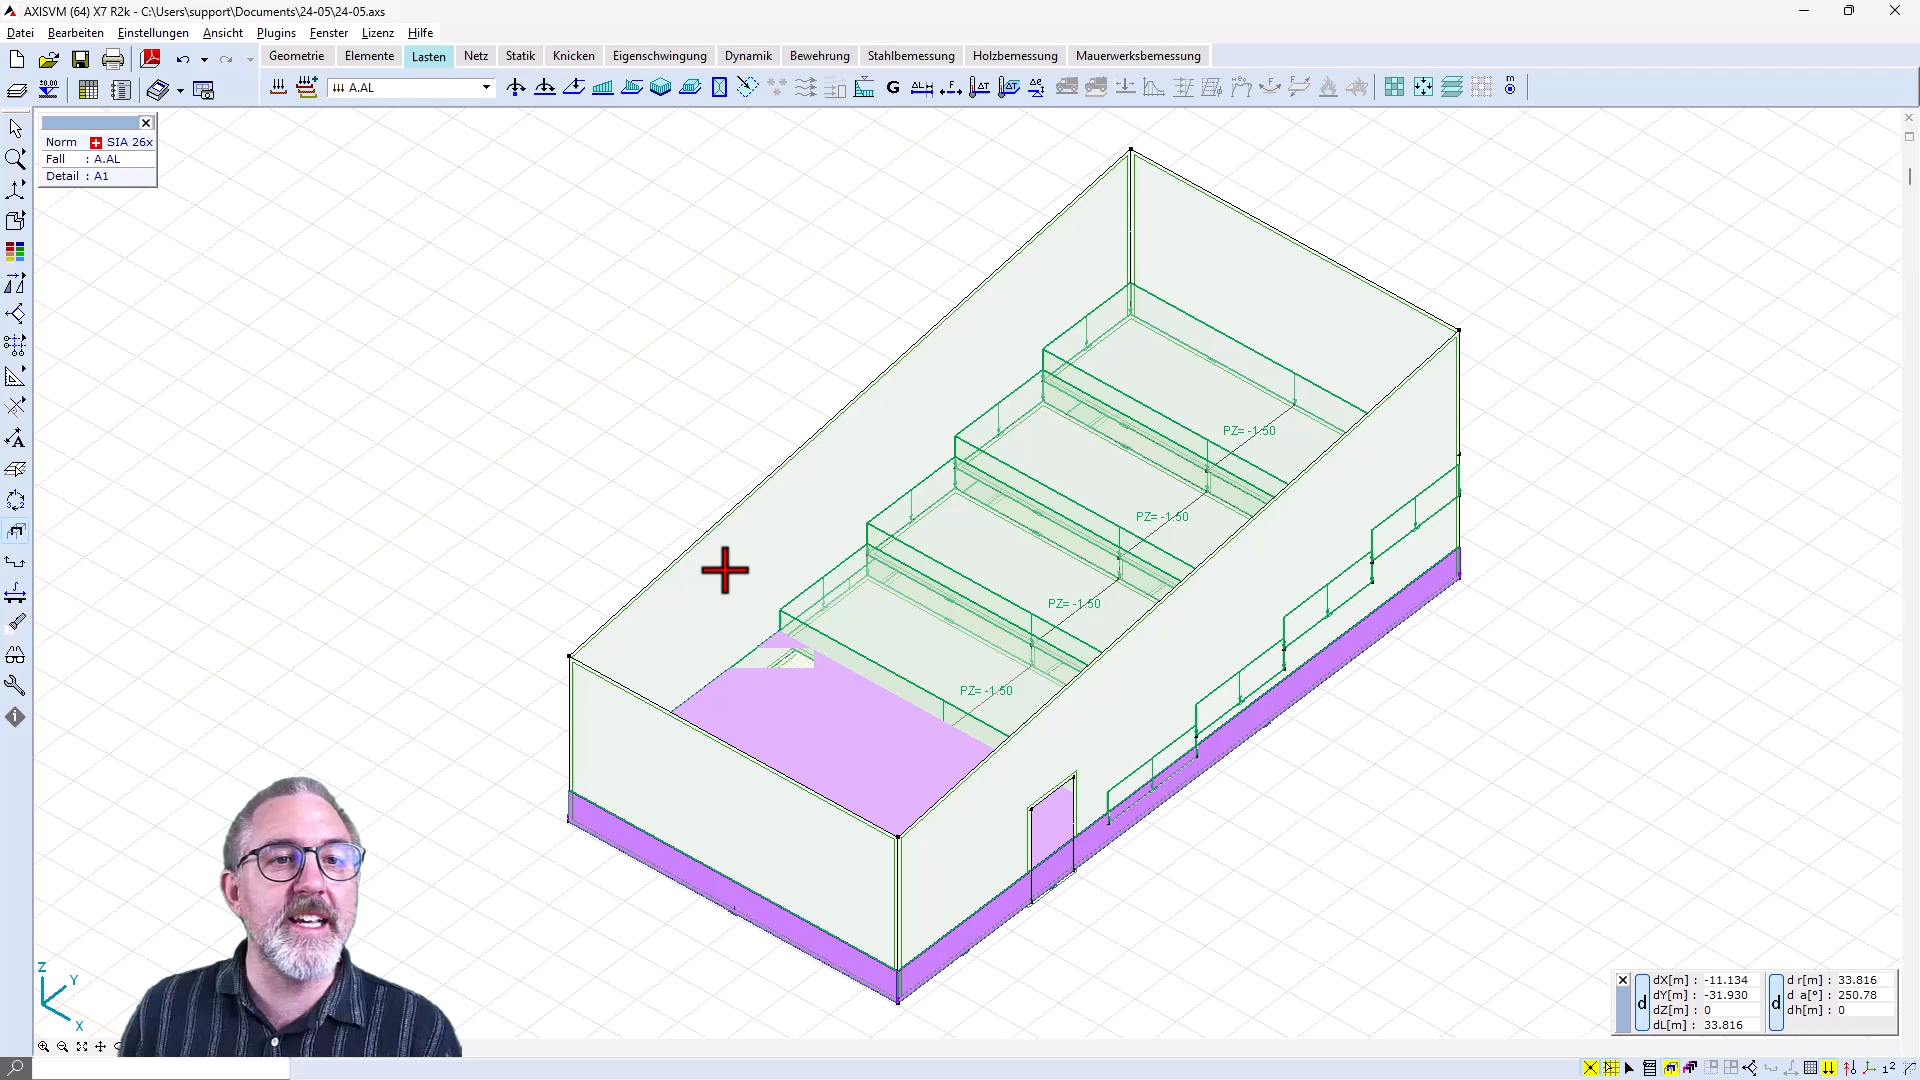 AXISVM (64) X7 R2k - C:\Users\support\Documents\24-05\24-05.axs
Datei Bearbeiten Einstellungen Ansicht Plugins Fenster Lizenz Hilfe
Geometrie Elemente Lasten Netz Statik Knicken Eigenschwingung Dynamik Bewehrung Stahlbemessung Holzbemessung Mauerwerksbemessung
A.AL
Norm SIA 26x
Fall : A.AL
Detail : A1
PZ= -1.50
PZ= -1.50
PZ= -1.50
PZ= -1.50
Z
Y
X
dX[m] : -11.134
dY[m] : -31.930
dZ[m] : 0
dL[m] : 33.816
d r[m] : 33.816
d a[°] : 250.78
dh[m] : 0